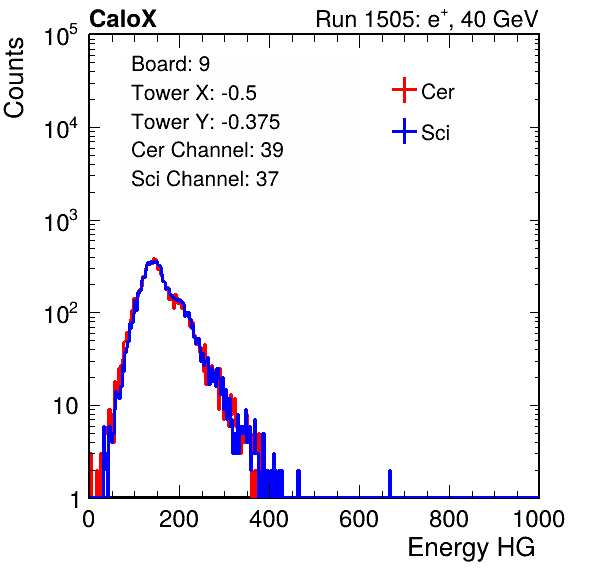 CaloX Run 1505: e⁺, 40 GeV
Counts
Board: 9
Tower X: -0.5
Tower Y: -0.375
Cer Channel: 39
Sci Channel: 37
Cer
Sci
10⁵
10⁴
10³
10²
10
1
0 200 400 600 800 1000
Energy HG